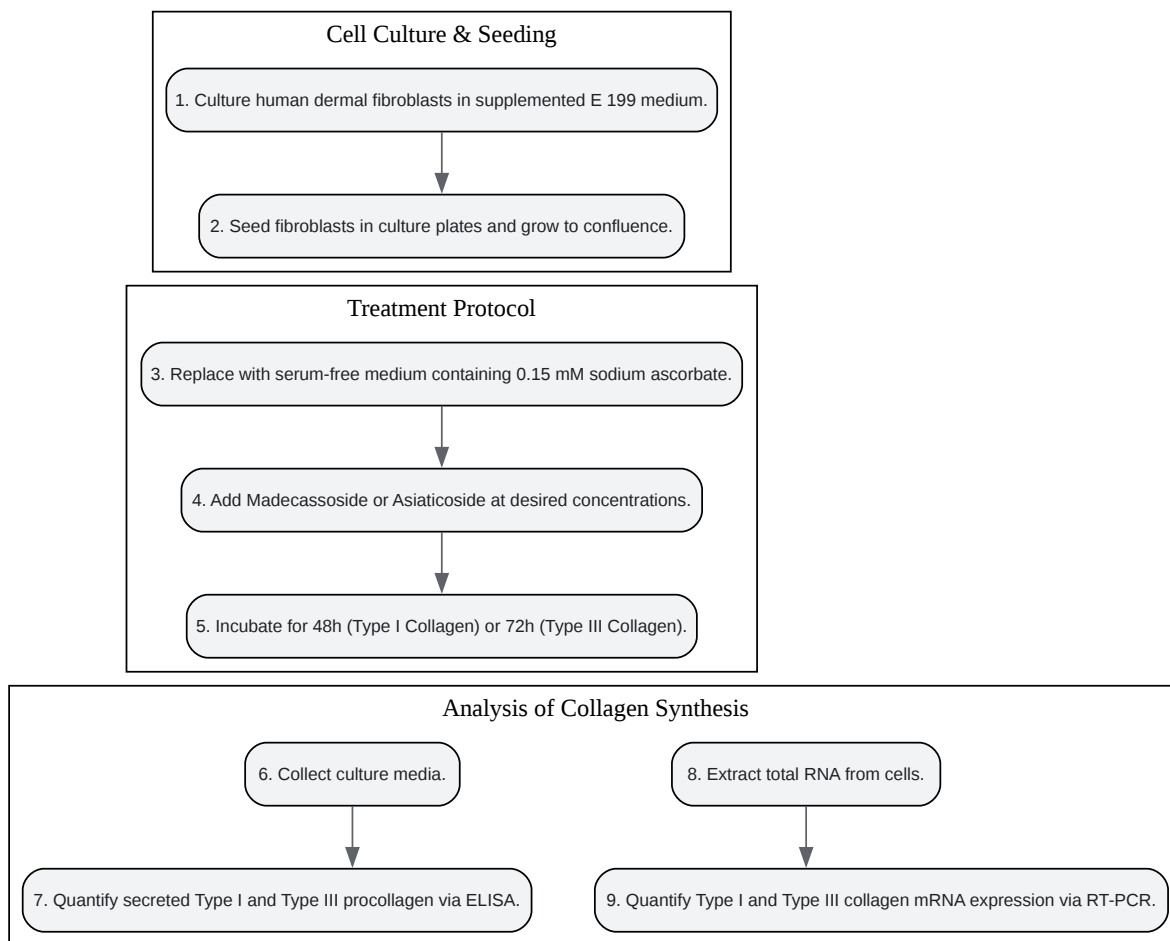 Cell Culture & Seeding
1. Culture human dermal fibroblasts in supplemented E 199 medium.
2. Seed fibroblasts in culture plates and grow to confluence.
Treatment Protocol
3. Replace with serum-free medium containing 0.15 mM sodium ascorbate.
4. Add Madecassoside or Asiaticoside at desired concentrations.
5. Incubate for 48h (Type I Collagen) or 72h (Type III Collagen).
Analysis of Collagen Synthesis
6. Collect culture media.
8. Extract total RNA from cells.
7. Quantify secreted Type I and Type III procollagen via ELISA.
9. Quantify Type I and Type III collagen mRNA expression via RT-PCR.